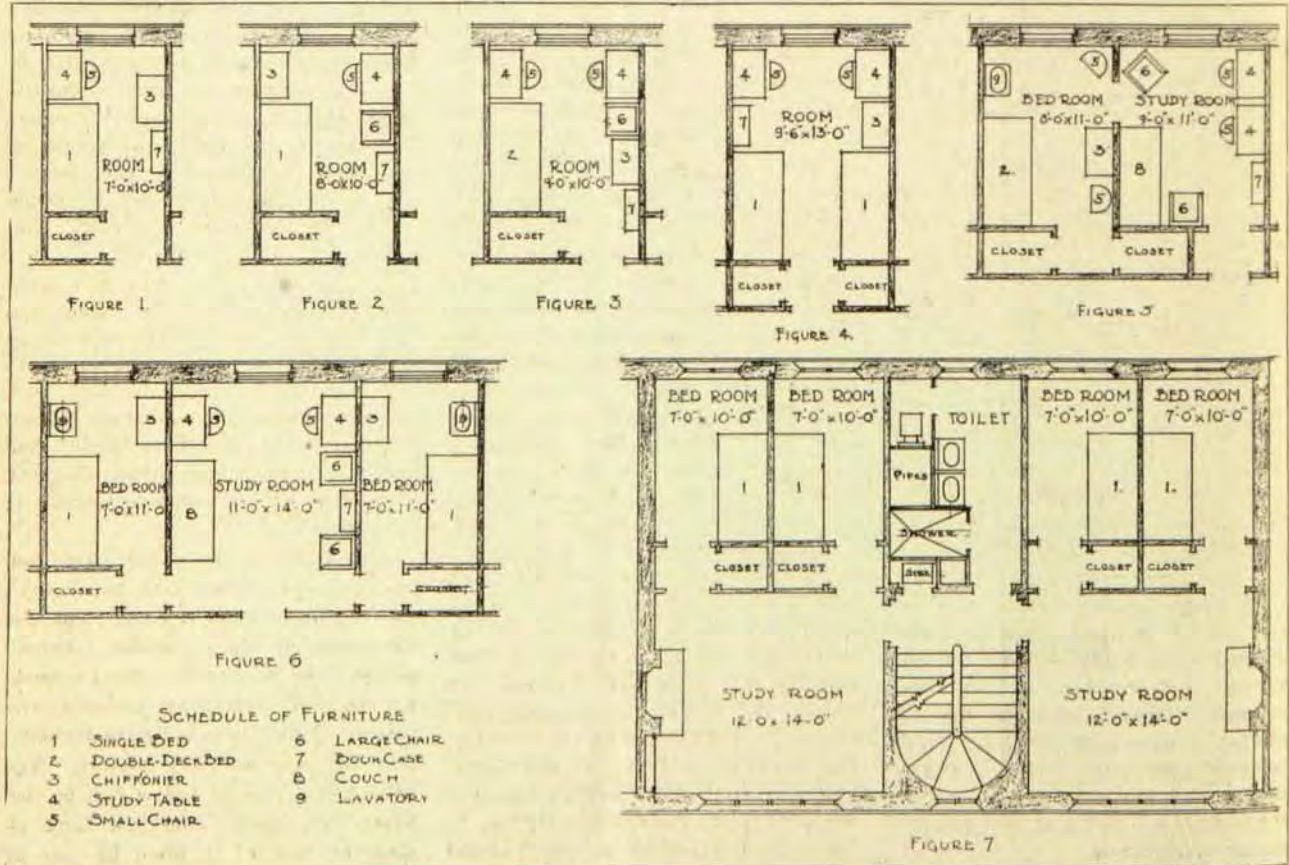 4
5
3
1
7
ROOM
7'-0"x10'-0"
CLOSET
FIGURE 1.
3
5
4
6
1
ROOM
8'-0"x10'-0"
7
CLOSET
FIGURE 2
4
5
5
4
6
2
ROOM
9'-0"x10'-0"
3
7
CLOSET
FIGURE 3
4
5
5
4
7
ROOM
9'-6"x13'-0"
3
1
1
CLOSET
CLOSET
FIGURE 4.
9
5
6
5
4
BED ROOM
8'-0"x11'-0"
STUDY ROOM
9'-0"x11'-0"
5
4
2.
3
8
7
5
6
CLOSET
CLOSET
FIGURE 5
9
3
4
5
5
4
3
9
6
1
BED ROOM
7'-0"x11'-0"
STUDY ROOM
11'-0"x14'-0"
8
7
BED ROOM
7'-0"x11'-0"
1
6
CLOSET
CLOSET
FIGURE 6
BED ROOM
7'-0"x10'-0"
BED ROOM
7'-0"x10'-0"
TOILET
BED ROOM
7'-0"x10'-0"
BED ROOM
7'-0"x10'-0"
1
1
PIPES
1.
1.
SHOWER
CLOSET
CLOSET
CLOSET
CLOSET
STUDY ROOM
12'-0"x14'-0"
STUDY ROOM
12'-0"x14'-0"
FIGURE 7
SCHEDULE OF FURNITURE
1 SINGLE BED
2 DOUBLE-DECK BED
3 CHIFFONIER
4 STUDY TABLE
5 SMALL CHAIR
6 LARGE CHAIR
7 BOOK CASE
8 COUCH
9 LAVATORY